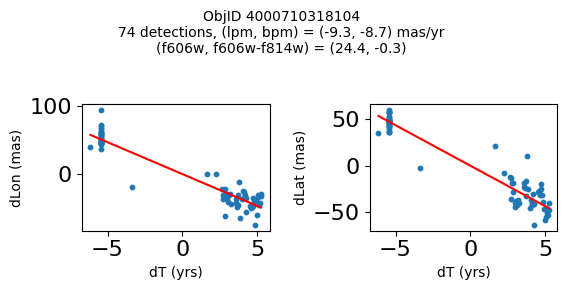 ObjID 4000710318104
74 detections, (lpm, bpm) = (-9.3, -8.7) mas/yr
(f606w, f606w-f814w) = (24.4, -0.3)
100
0
dLon (mas)
−5
0
5
dT (yrs)
50
0
−50
dLat (mas)
−5
0
5
dT (yrs)